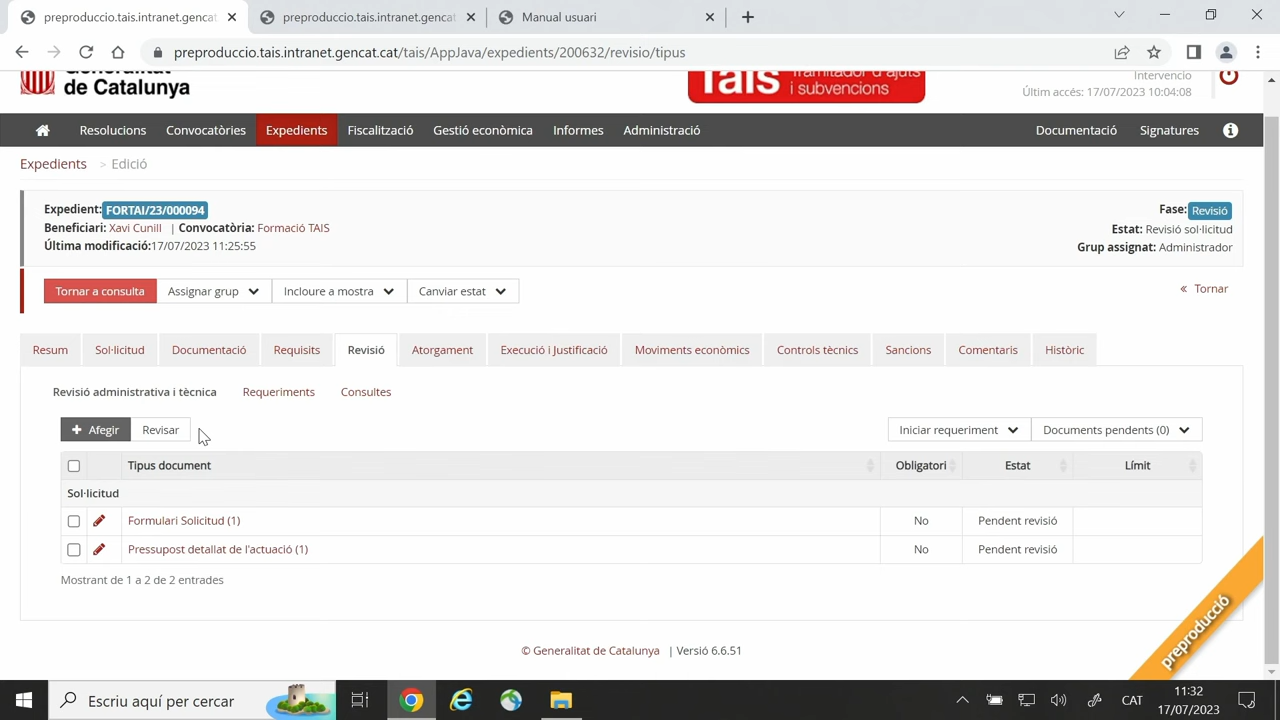 preproduccio.tais.intranet.gencat
preproduccio.tais.intranet.gencat
Manual usuari
preproduccio.tais.intranet.gencat.cat/tais/AppJava/expedients/200632/revisio/tipus
Generalitat
de Catalunya
Tais
Tramitador d'ajuts
i subvencions
Intervencio
Últim accés: 17/07/2023 10:04:08
Resolucions Convocatòries Expedients Fiscalització Gestió econòmica Informes Administració Documentació Signatures
Expedients > Edició
Expedient: FORTAI/23/000094
Beneficiari: Xavi Cunill | Convocatòria: Formació TAIS
Última modificació:17/07/2023 11:25:55
Fase: Revisió
Estat: Revisió sol·licitud
Grup assignat: Administrador
Tornar a consulta Assignar grup Incloure a mostra Canviar estat « Tornar
Resum Sol·licitud Documentació Requisits Revisió Atorgament Execució i Justificació Moviments econòmics Controls tècnics Sancions Comentaris Històric
Revisió administrativa i tècnica Requeriments Consultes
+ Afegir Revisar Iniciar requeriment Documents pendents (0)
Tipus document Obligatori Estat Límit
Sol·licitud
Formulari Solicitud (1) No Pendent revisió
Pressupost detallat de l'actuació (1) No Pendent revisió
Mostrant de 1 a 2 de 2 entrades
preproducció
© Generalitat de Catalunya | Versió 6.6.51
Escriu aquí per cercar
CAT
11:32
17/07/2023